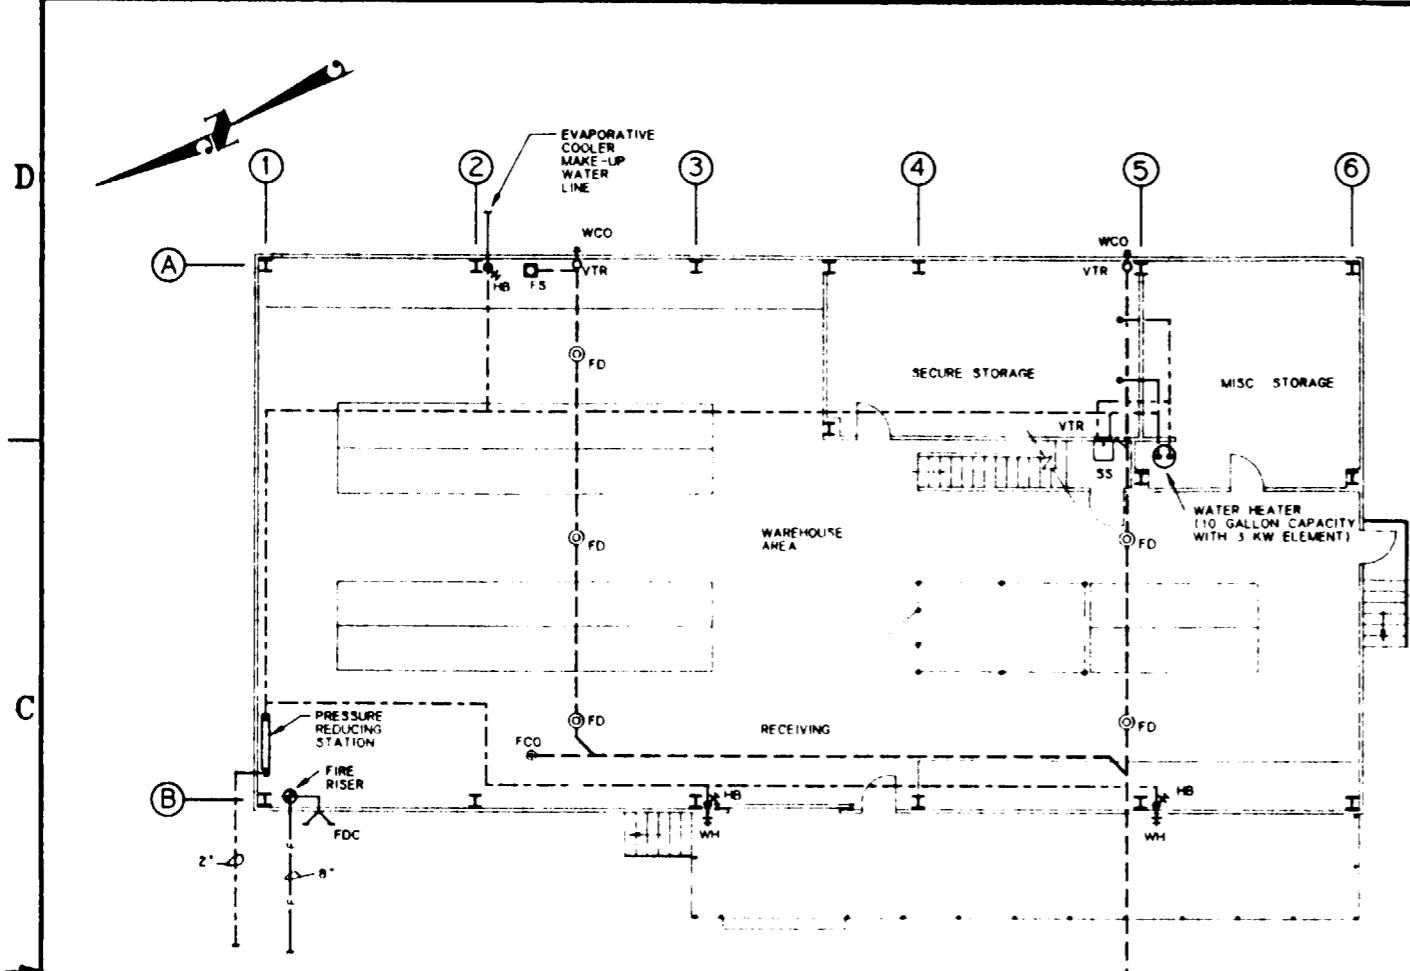 N
EVAPORATIVE
COOLER
MAKE-UP
WATER
LINE
D
1
2
3
4
5
6
WCO
WCO
A
HB
FS
VTR
VTR
FD
SECURE STORAGE
MISC STORAGE
VTR
SS
WATER HEATER
(10 GALLON CAPACITY
WITH 3 KW ELEMENT)
WAREHOUSE
AREA
FD
FD
C
PRESSURE
REDUCING
STATION
FD
RECEIVING
FD
FCO
FIRE
RISER
B
HB
HB
FDC
WH
WH
F
2"
8"
F